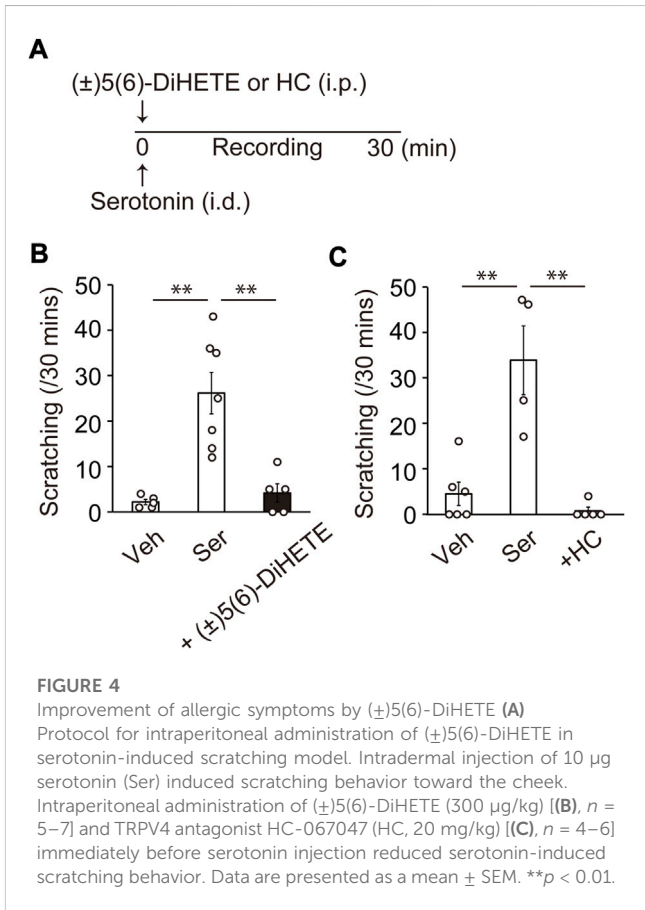 A
(±)5(6)-DiHETE or HC (i.p.)
↓
0 Recording 30 (min)
↑
Serotonin (i.d.)
B
Scratching (/30 mins)
50
40
30
20
10
0
** **
Veh
Ser
+ (±)5(6)-DiHETE
C
Scratching (/30 mins)
50
40
30
20
10
0
** **
Veh
Ser
+HC
FIGURE 4
Improvement of allergic symptoms by (±)5(6)-DiHETE (A)
Protocol for intraperitoneal administration of (±)5(6)-DiHETE in
serotonin-induced scratching model. Intradermal injection of 10 μg
serotonin (Ser) induced scratching behavior toward the cheek.
Intraperitoneal administration of (±)5(6)-DiHETE (300 μg/kg) [(B), n =
5–7] and TRPV4 antagonist HC-067047 (HC, 20 mg/kg) [(C), n = 4–6]
immediately before serotonin injection reduced serotonin-induced
scratching behavior. Data are presented as a mean ± SEM. **p < 0.01.